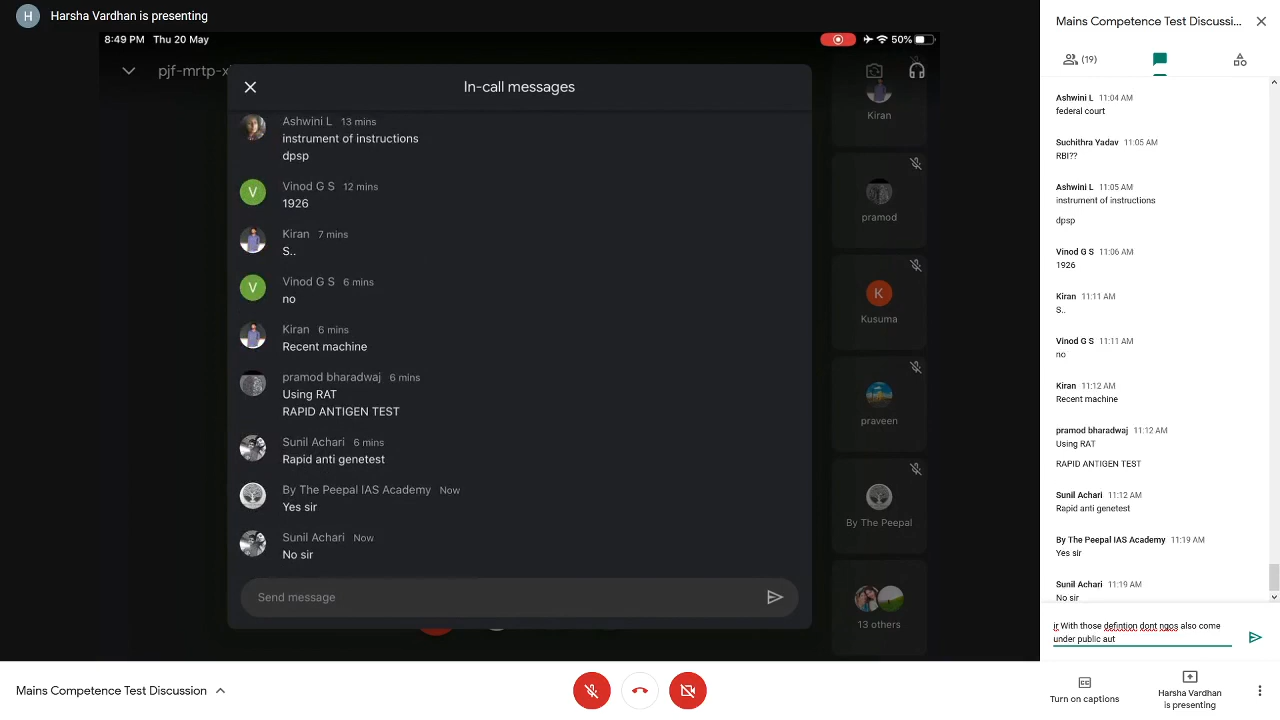 H
Harsha Vardhan is presenting
8:49 PM Thu 20 May
50%
pjf-mrtp-x
In-call messages
Ashwini L 13 mins
instrument of instructions
dpsp
V
Vinod G S 12 mins
1926
Kiran 7 mins
S..
V
Vinod G S 6 mins
no
Kiran 6 mins
Recent machine
pramod bharadwaj 6 mins
Using RAT
RAPID ANTIGEN TEST
Sunil Achari 6 mins
Rapid anti genetest
By The Peepal IAS Academy Now
Yes sir
Sunil Achari Now
No sir
Send message
Kiran
pramod
K
Kusuma
praveen
By The Peepal
13 others
Mains Competence Test Discussi...
(19)
Ashwini L 11:04 AM
federal court
Suchithra Yadav 11:05 AM
RBI??
Ashwini L 11:05 AM
instrument of instructions
dpsp
Vinod G S 11:06 AM
1926
Kiran 11:11 AM
S..
Vinod G S 11:11 AM
no
Kiran 11:12 AM
Recent machine
pramod bharadwaj 11:12 AM
Using RAT
RAPID ANTIGEN TEST
Sunil Achari 11:12 AM
Rapid anti genetest
By The Peepal IAS Academy 11:19 AM
Yes sir
Sunil Achari 11:19 AM
No sir
ir With those defintion dont ngos also come
under public aut
Mains Competence Test Discussion
Turn on captions
Harsha Vardhan
is presenting